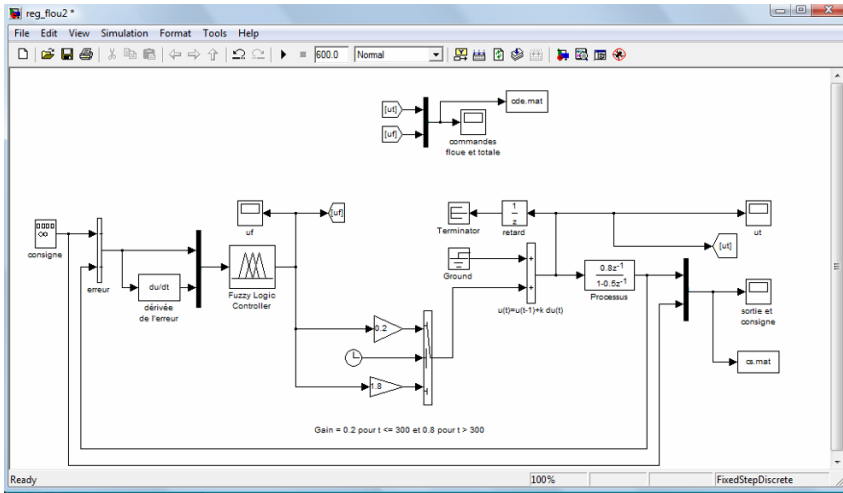 reg_flou2 *
File Edit View Simulation Format Tools Help
600.0 Normal
[ut]
[uf]
cde.mat
commandes
floue et totale
consigne
erreur
du/dt
dérivée
de l'erreur
uf
[uf]
Fuzzy Logic
Controller
Terminator
1
z
retard
Ground
u(t)=u(t-1)+k du(t)
0.8z-1
1-0.5z-1
Processus
ut
[ut]
sortie et
consigne
cs.mat
0.2
1.8
Gain = 0.2 pour t <= 300 et 0.8 pour t > 300
Ready 100% FixedStepDiscrete